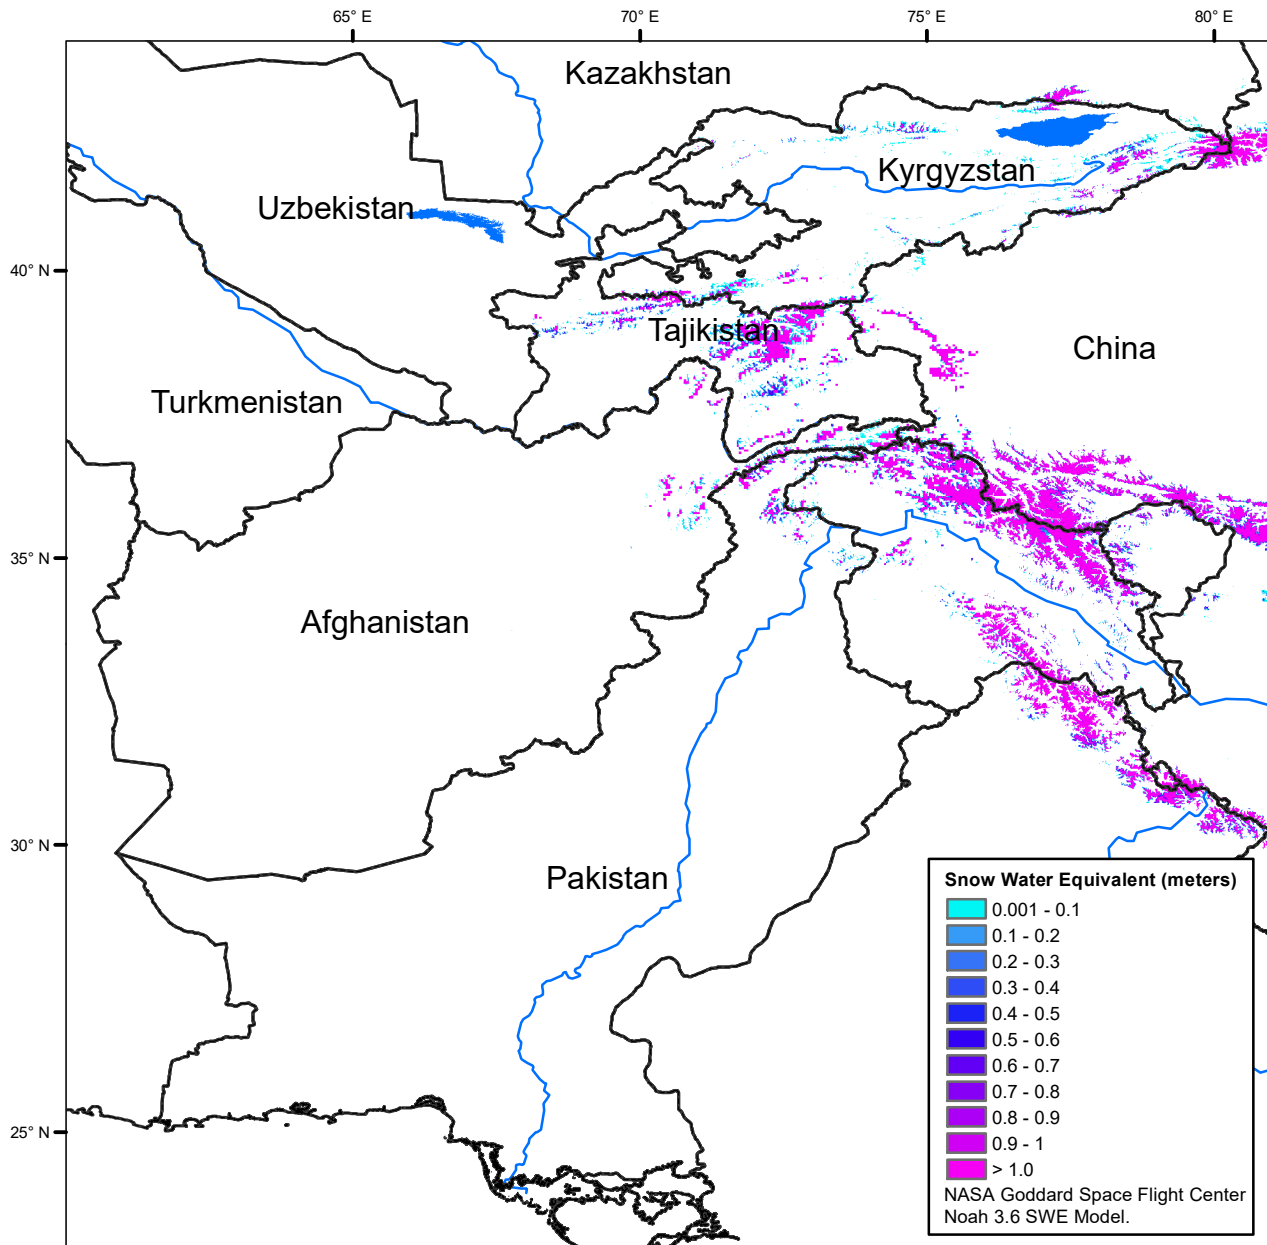 65° E
70° E
75° E
80° E
Kazakhstan
Kyrgyzstan
Uzbekistan
40° N
Tajikistan
China
Turkmenistan
35° N
Afghanistan
30° N
Pakistan
25° N
Snow Water Equivalent (meters)
0.001 - 0.1
0.1 - 0.2
0.2 - 0.3
0.3 - 0.4
0.4 - 0.5
0.5 - 0.6
0.6 - 0.7
0.7 - 0.8
0.8 - 0.9
0.9 - 1
> 1.0
NASA Goddard Space Flight Center
Noah 3.6 SWE Model.